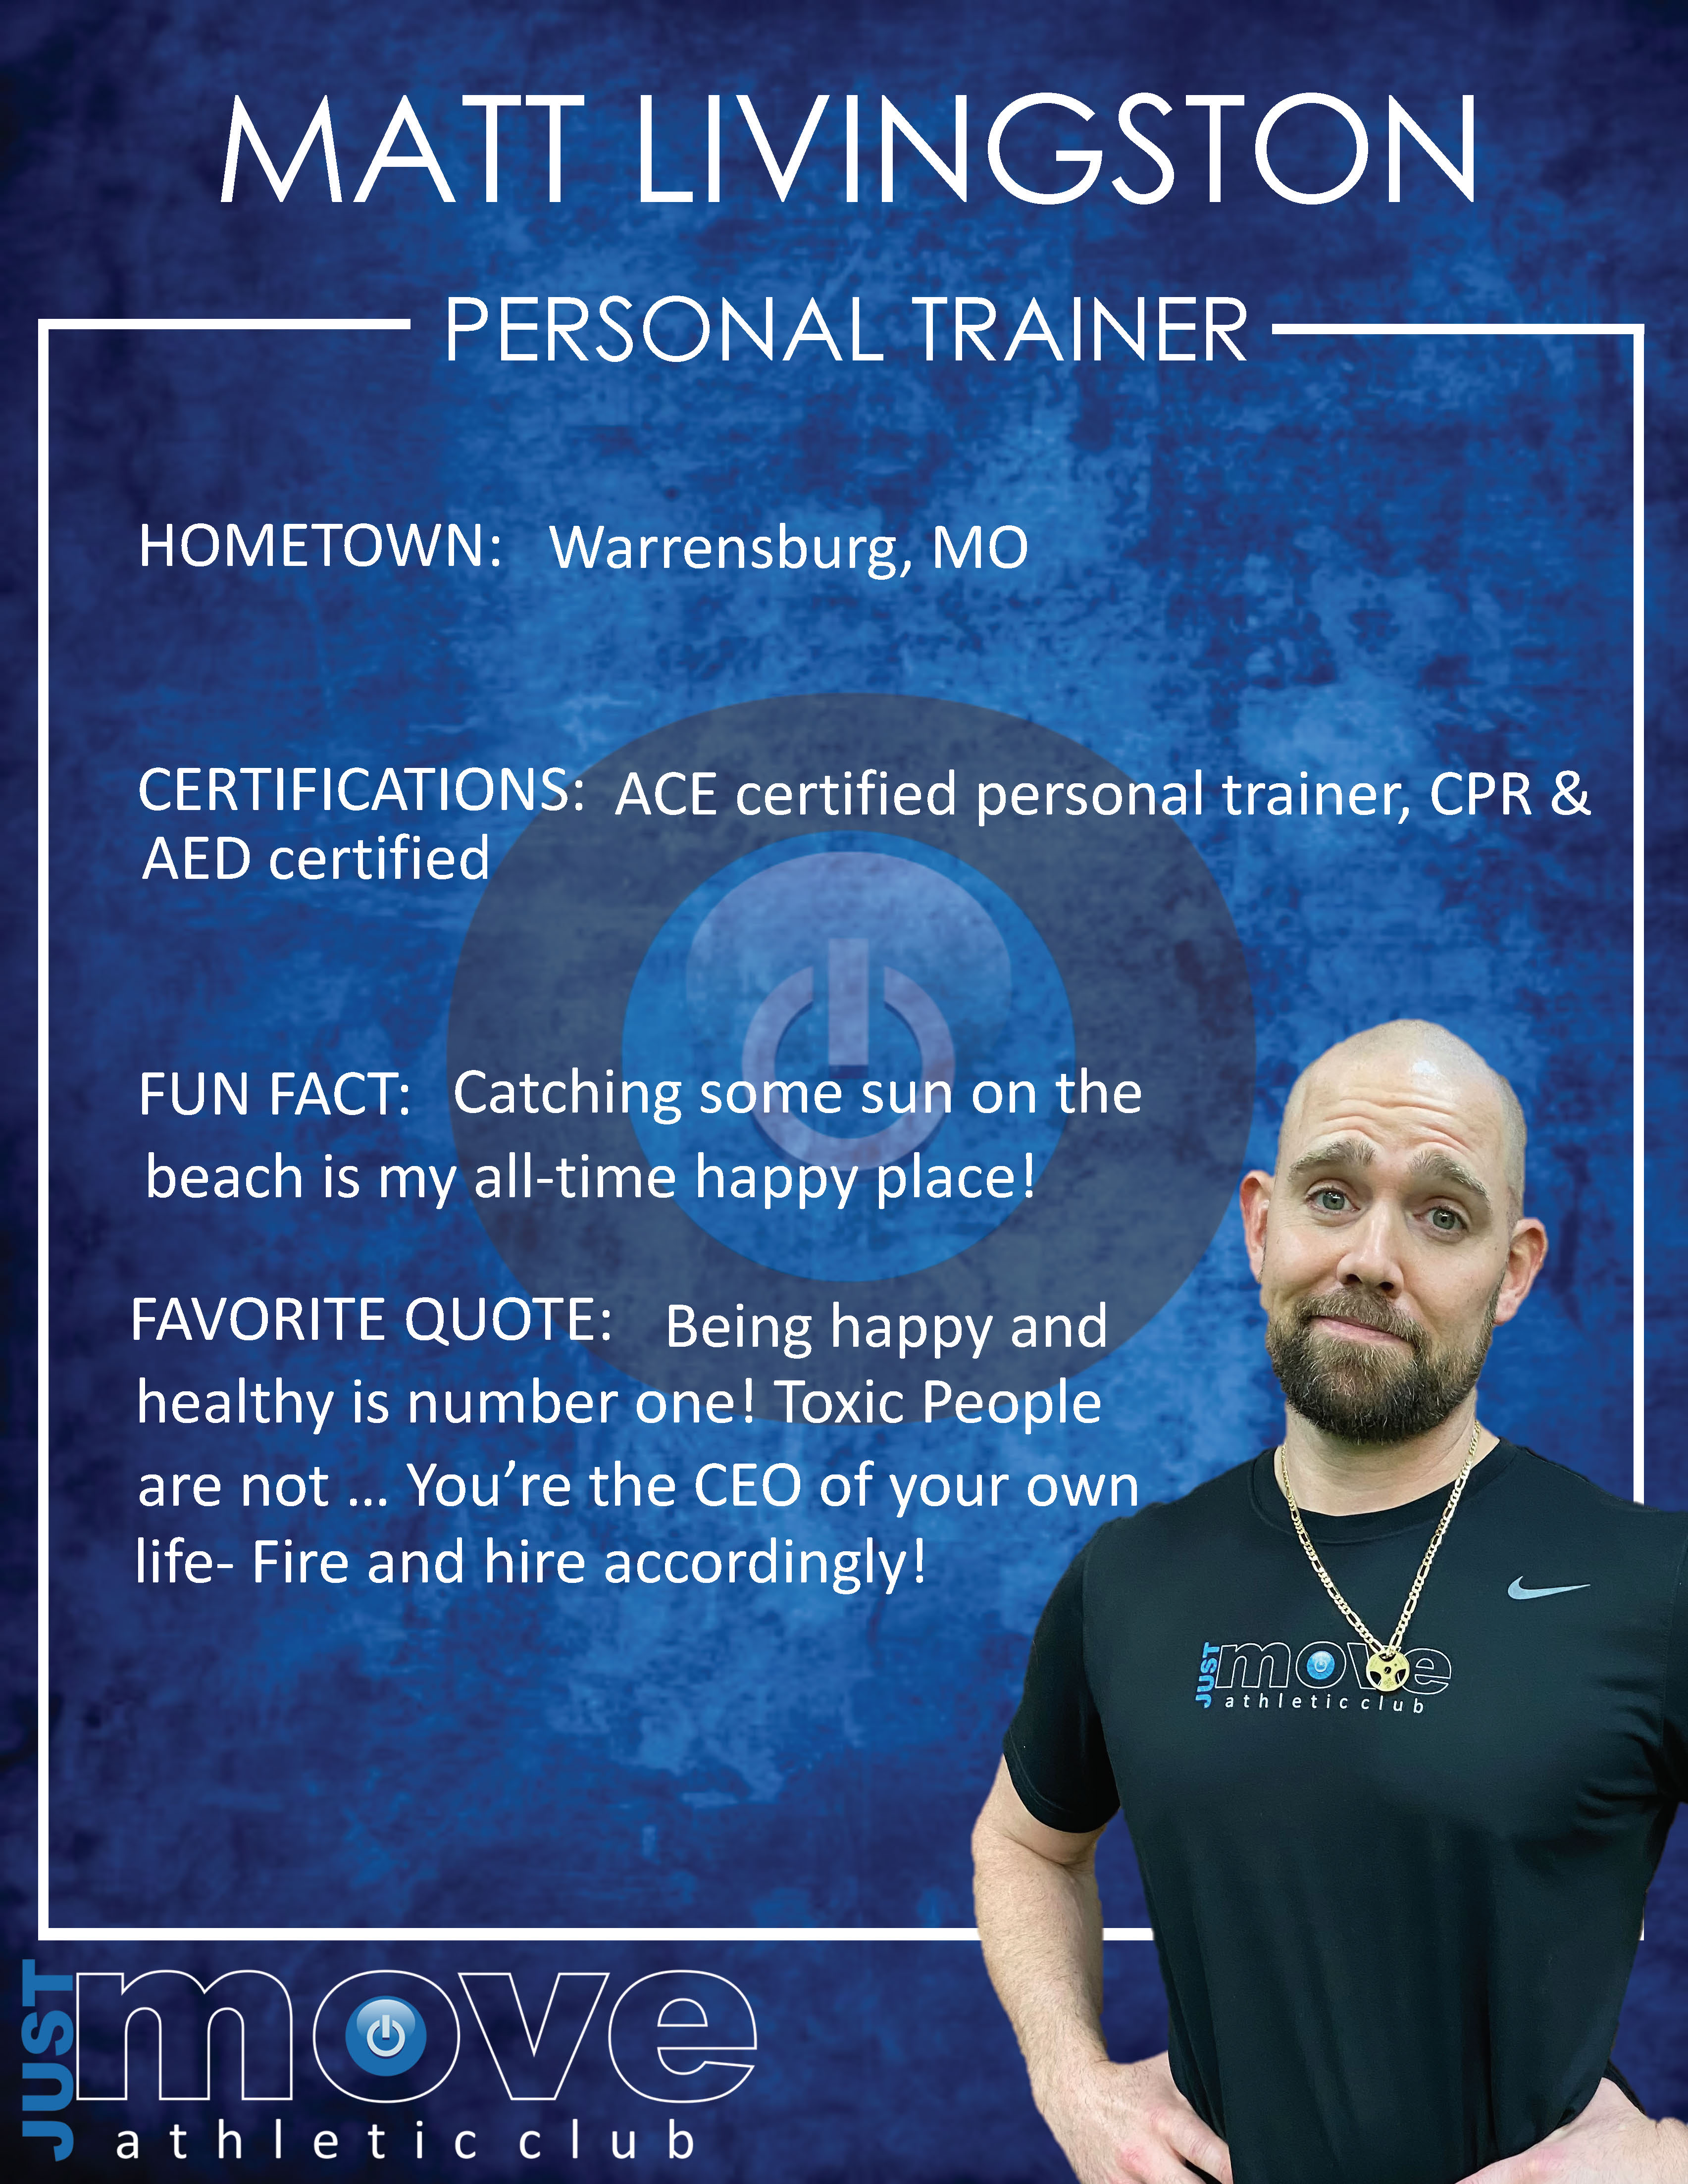 MATT LIVINGSTON
PERSONAL TRAINER
HOMETOWN: Warrensburg, MO
CERTIFICATIONS: ACE certified personal trainer, CPR &
AED certified
FUN FACT: Catching some sun on the
beach is my all-time happy place!
FAVORITE QUOTE: Being happy and
healthy is number one! Toxic People
are not ... You’re the CEO of your own
life- Fire and hire accordingly!
JUST move
athletic club
JUST move
athletic club